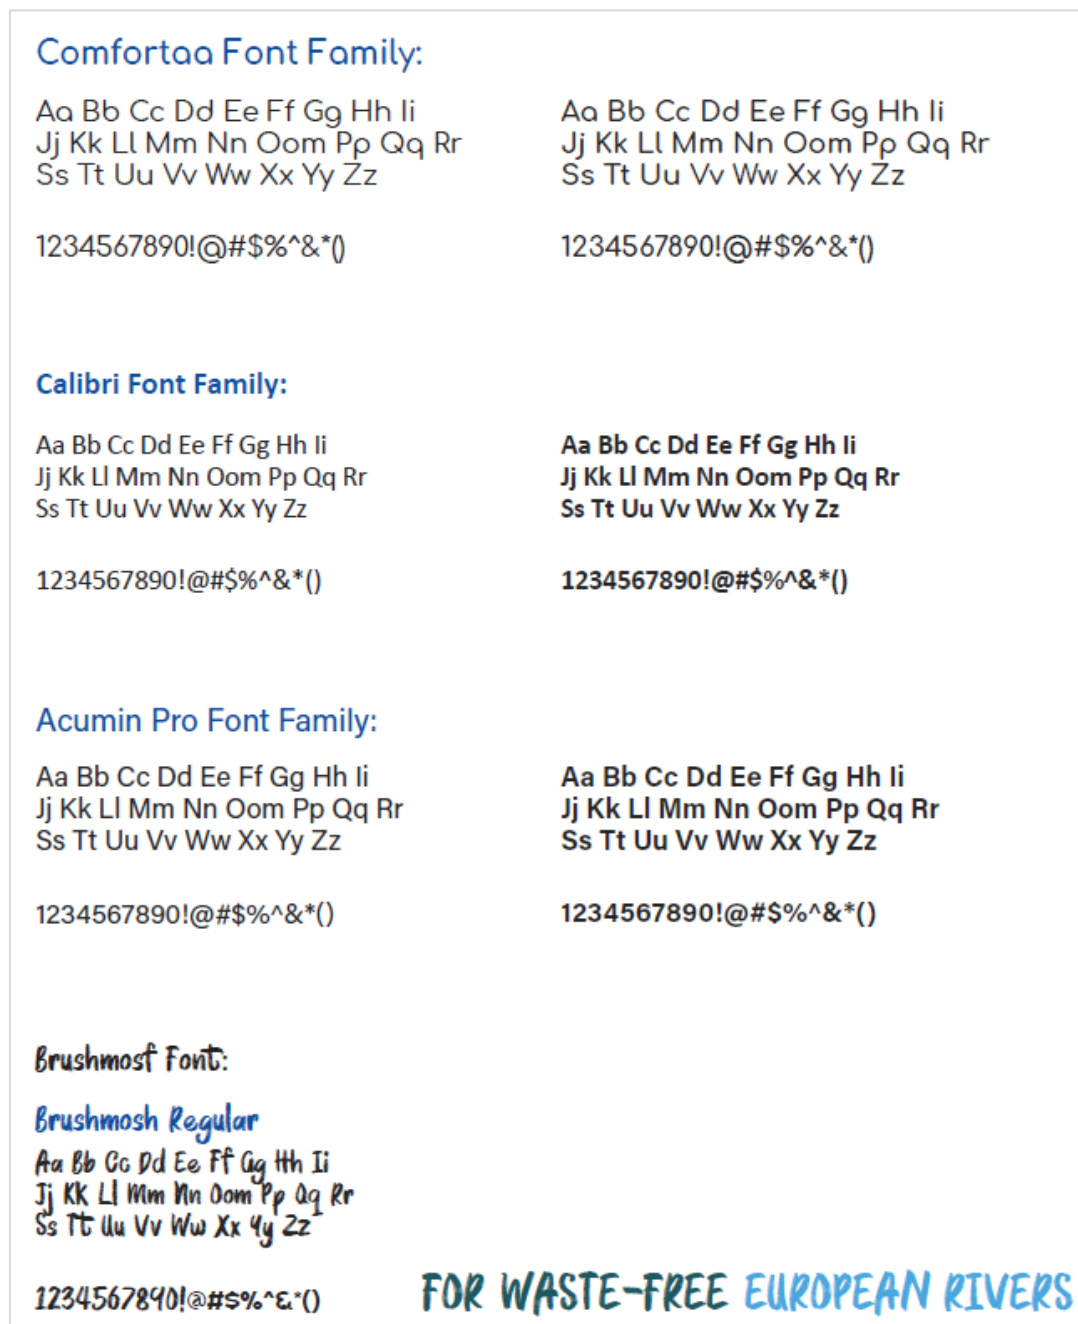 Comfortaa Font Family:
Aa Bb Cc Dd Ee Ff Gg Hh Ii
Jj Kk Ll Mm Nn Oom Pp Qq Rr
Ss Tt Uu Vv Ww Xx Yy Zz
1234567890!@#$%^&*()
Aa Bb Cc Dd Ee Ff Gg Hh Ii
Jj Kk Ll Mm Nn Oom Pp Qq Rr
Ss Tt Uu Vv Ww Xx Yy Zz
1234567890!@#$%^&*()
Calibri Font Family:
Aa Bb Cc Dd Ee Ff Gg Hh Ii
Jj Kk Ll Mm Nn Oom Pp Qq Rr
Ss Tt Uu Vv Ww Xx Yy Zz
1234567890!@#$%^&*()
Aa Bb Cc Dd Ee Ff Gg Hh Ii
Jj Kk Ll Mm Nn Oom Pp Qq Rr
Ss Tt Uu Vv Ww Xx Yy Zz
1234567890!@#$%^&*()
Acumin Pro Font Family:
Aa Bb Cc Dd Ee Ff Gg Hh Ii
Jj Kk Ll Mm Nn Oom Pp Qq Rr
Ss Tt Uu Vv Ww Xx Yy Zz
1234567890!@#$%^&*()
Aa Bb Cc Dd Ee Ff Gg Hh Ii
Jj Kk Ll Mm Nn Oom Pp Qq Rr
Ss Tt Uu Vv Ww Xx Yy Zz
1234567890!@#$%^&*()
Brushmosf Font:
Brushmosh Regular
Aa Bb Cc Dd Ee Ff Gg Hh Ii
Jj Kk Ll Mm Nn Oom Pp Qq Rr
Ss Tt Uu Vv Ww Xx Yy Zz
1234567890!@#$%^&*()
FOR WASTE-FREE EUROPEAN RIVERS